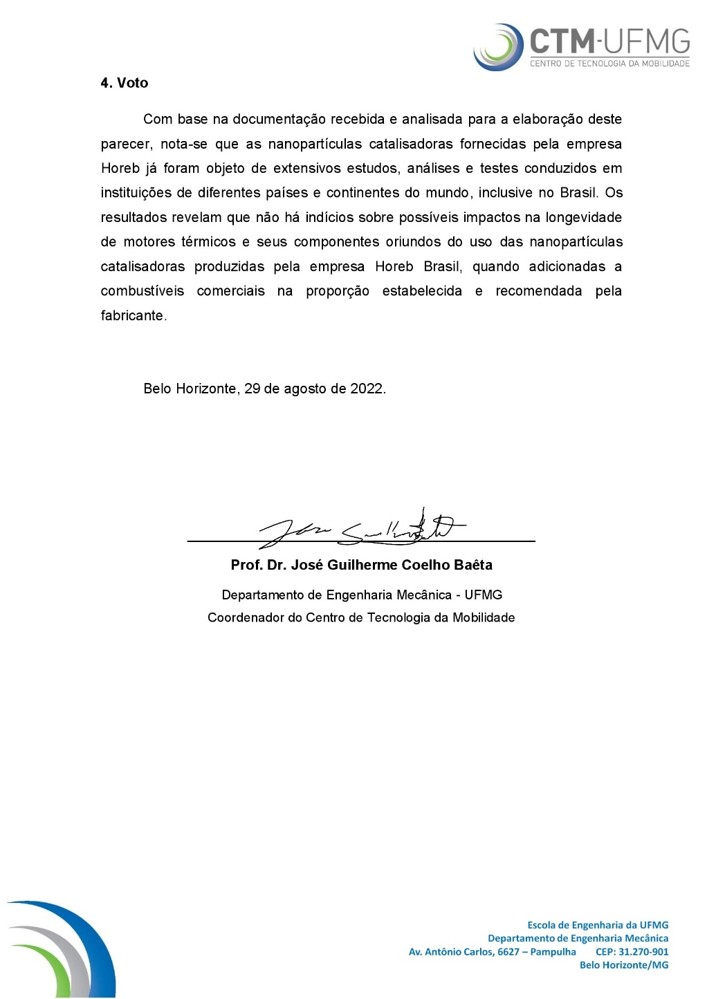 CTM-UFMG
CENTRO DE TECNOLOGIA DA MOBILIDADE
4. Voto
Com base na documentação recebida e analisada para a elaboração deste
parecer, nota-se que as nanopartículas catalisadoras fornecidas pela empresa
Horeb já foram objeto de extensivos estudos, análises e testes conduzidos em
instituições de diferentes países e continentes do mundo, inclusive no Brasil. Os
resultados revelam que não há indícios sobre possíveis impactos na longevidade
de motores térmicos e seus componentes oriundos do uso das nanopartículas
catalisadoras produzidas pela empresa Horeb Brasil, quando adicionadas a
combustíveis comerciais na proporção estabelecida e recomendada pela
fabricante.
Belo Horizonte, 29 de agosto de 2022.
Prof. Dr. José Guilherme Coelho Baêta
Departamento de Engenharia Mecânica - UFMG
Coordenador do Centro de Tecnologia da Mobilidade
Escola de Engenharia da UFMG
Departamento de Engenharia Mecânica
Av. Antônio Carlos, 6627 – Pampulha CEP: 31.270-901
Belo Horizonte/MG